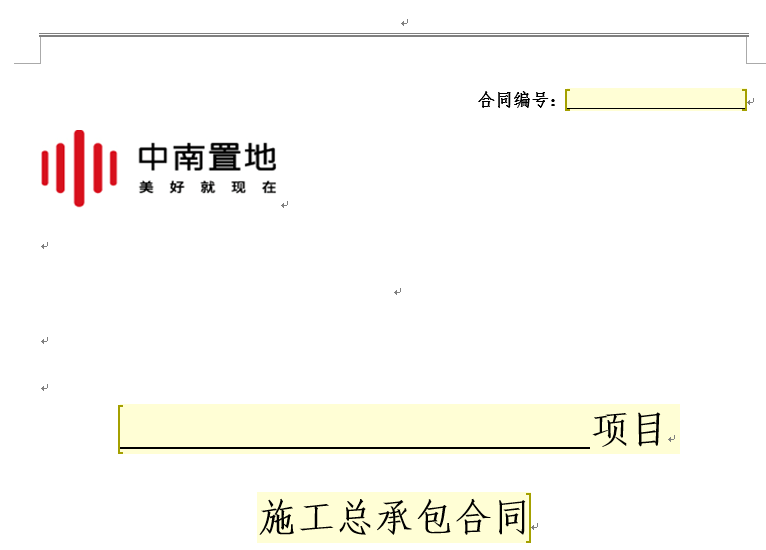 合同编号：
中南置地
美好就现在
项目
施工总承包合同